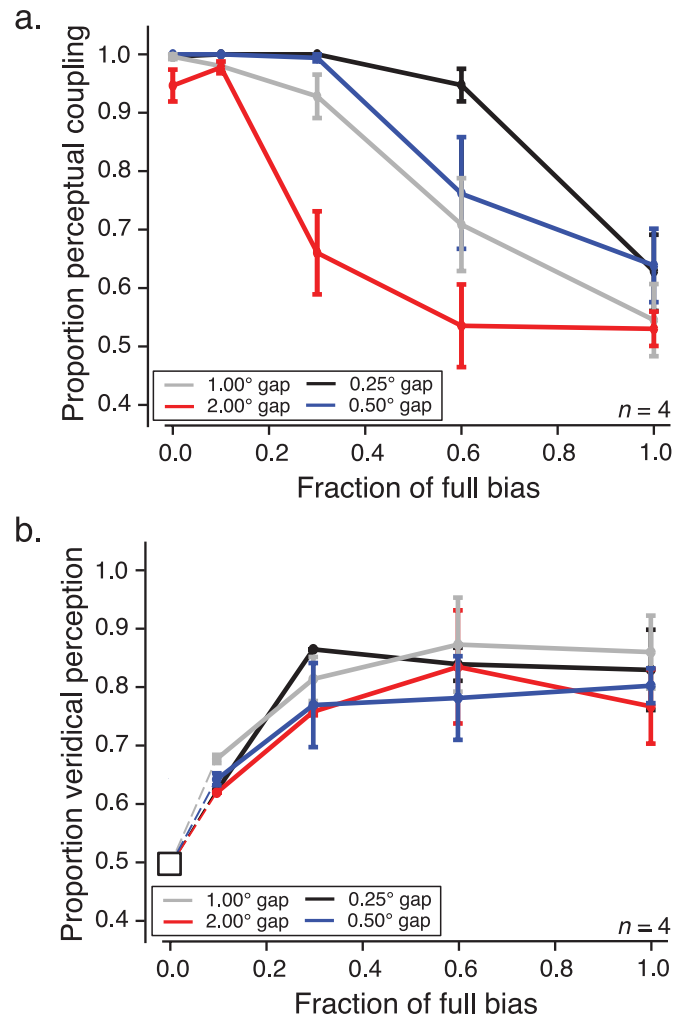 a.
Proportion perceptual coupling
1.0
0.9
0.8
0.7
0.6
0.5
0.4
1.00° gap
0.25° gap
2.00° gap
0.50° gap
n = 4
0.0
0.2
0.4
0.6
0.8
1.0
Fraction of full bias
b.
Proportion veridical perception
1.0
0.9
0.8
0.7
0.6
0.5
0.4
1.00° gap
0.25° gap
2.00° gap
0.50° gap
n = 4
0.0
0.2
0.4
0.6
0.8
1.0
Fraction of full bias